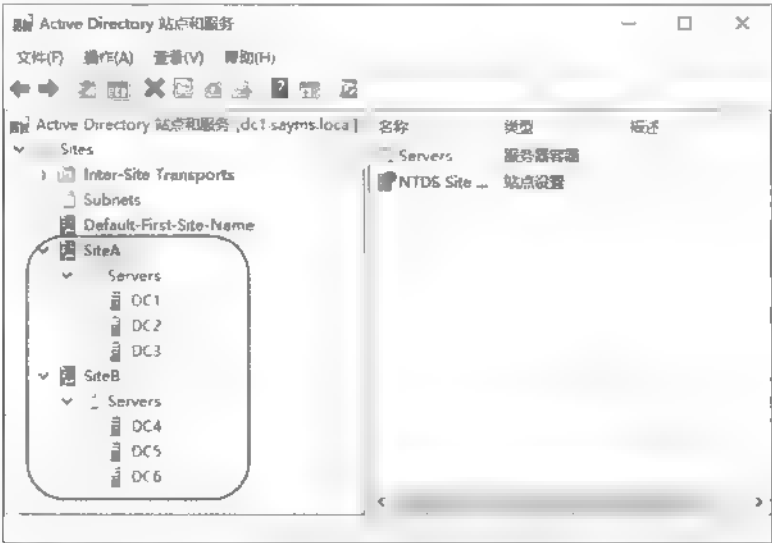 Active Directory 站点和服务
文件(F) 操作(A) 查看(V) 帮助(H)
Active Directory 站点和服务 [dc1.sayms.local]
名称 类型 描述
Sites
Servers 服务器容器
Inter-Site Transports
NTDS Site ... 站点设置
Subnets
Default-First-Site-Name
SiteA
Servers
DC1
DC2
DC3
SiteB
Servers
DC4
DC5
DC6